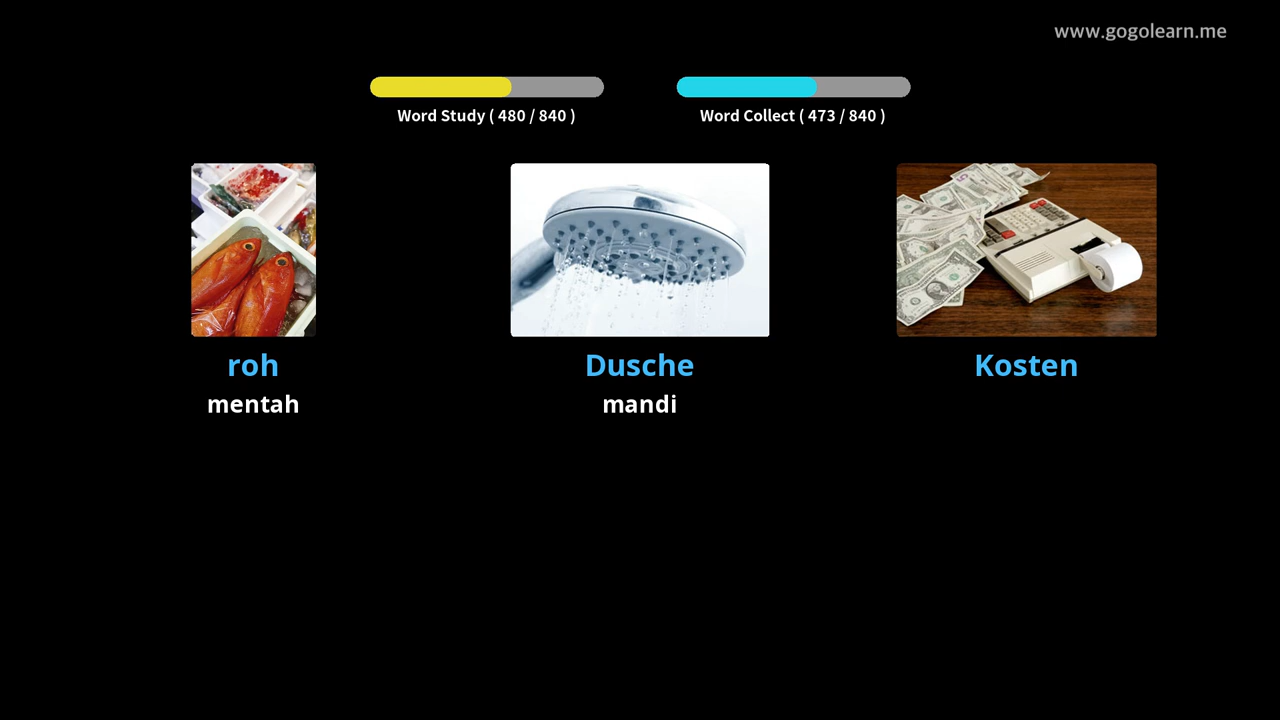 www.gogolearn.me
Word Study ( 480 / 840 )
Word Collect ( 473 / 840 )
roh
Dusche
Kosten
mentah
mandi